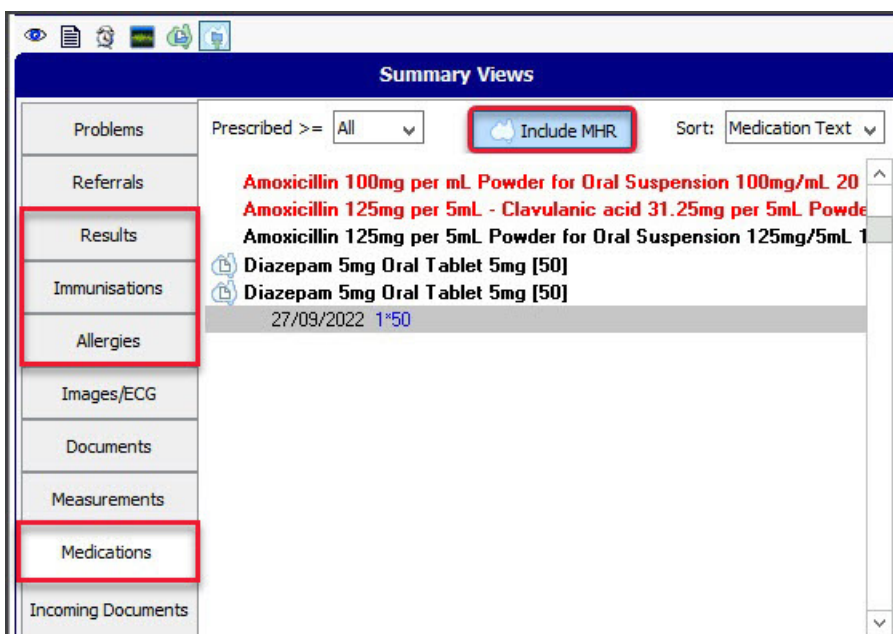 Summary Views
Problems
Referrals
Results
Immunisations
Allergies
Images/ECG
Documents
Measurements
Medications
Incoming Documents
Prescribed >= All Include MHR Sort: Medication Text
Amoxicillin 100mg per mL Powder for Oral Suspension 100mg/mL 20
Amoxicillin 125mg per 5mL - Clavulanic acid 31.25mg per 5mL Powde
Amoxicillin 125mg per 5mL Powder for Oral Suspension 125mg/5mL 1
Diazepam 5mg Oral Tablet 5mg [50]
Diazepam 5mg Oral Tablet 5mg [50]
27/09/2022 1*50